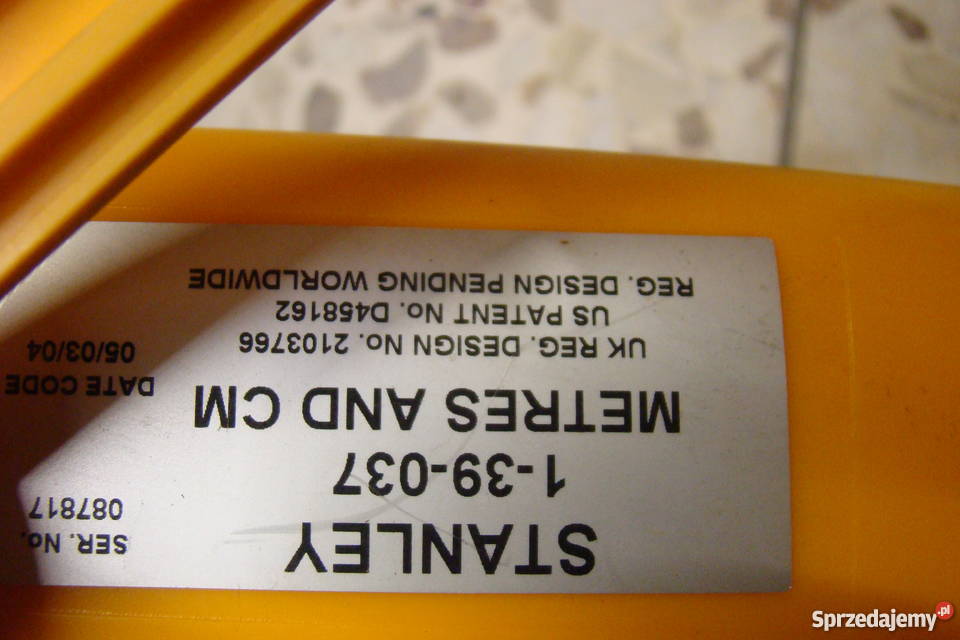 STANLEY
1-39-037
METRES AND CM
UK REG. DESIGN No. 2103766
US PATENT No. D458162
REG. DESIGN PENDING WORLDWIDE
SER. No.
087817
DATE CODE
05/03/04
Sprzedajemy.pl